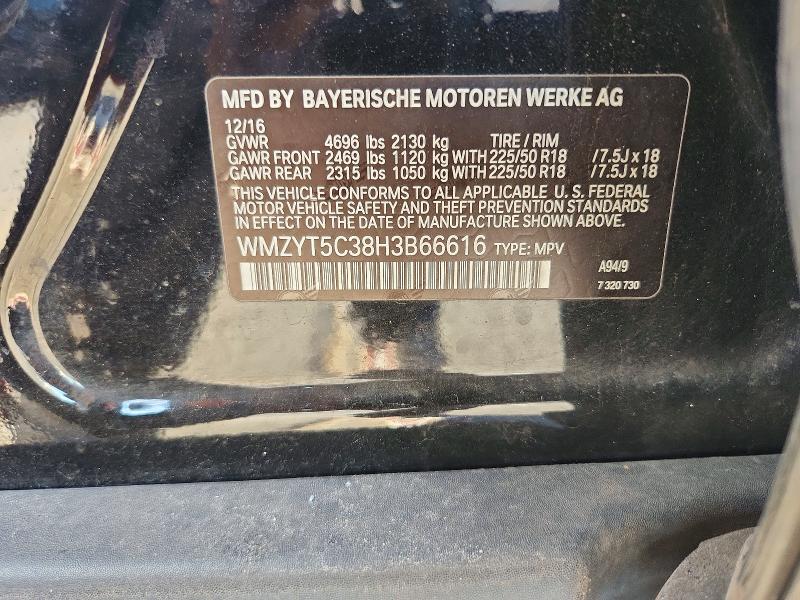 MFD BY BAYERISCHE MOTOREN WERKE AG
12/16
GVWR 4696 lbs 2130 kg TIRE / RIM
GAWR FRONT 2469 lbs 1120 kg WITH 225/50 R18 / 7.5J x 18
GAWR REAR 2315 lbs 1050 kg WITH 225/50 R18 / 7.5J x 18
THIS VEHICLE CONFORMS TO ALL APPLICABLE U. S. FEDERAL
MOTOR VEHICLE SAFETY AND THEFT PREVENTION STANDARDS
IN EFFECT ON THE DATE OF MANUFACTURE SHOWN ABOVE.
WMZYT5C38H3B66616 TYPE: MPV
A94/9
7 320 730